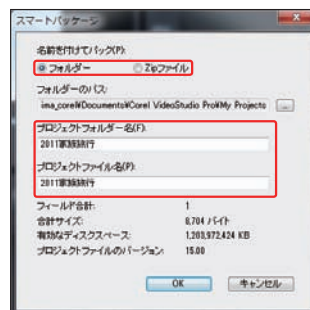 スマートパッケージ
名前を付けてパック(P):
フォルダー Zipファイル
フォルダーのパス:
ima_corel¥Documents¥Corel VideoStudio Pro¥My Projects ...
プロジェクトフォルダー名(F):
2011家族旅行
プロジェクトファイル名(P):
2011家族旅行
フィールド合計: 1
合計サイズ: 8,704 バイト
有効なディスクスペース: 1,203,972,424 KB
プロジェクトファイルのバージョン: 15.00
OK キャンセル